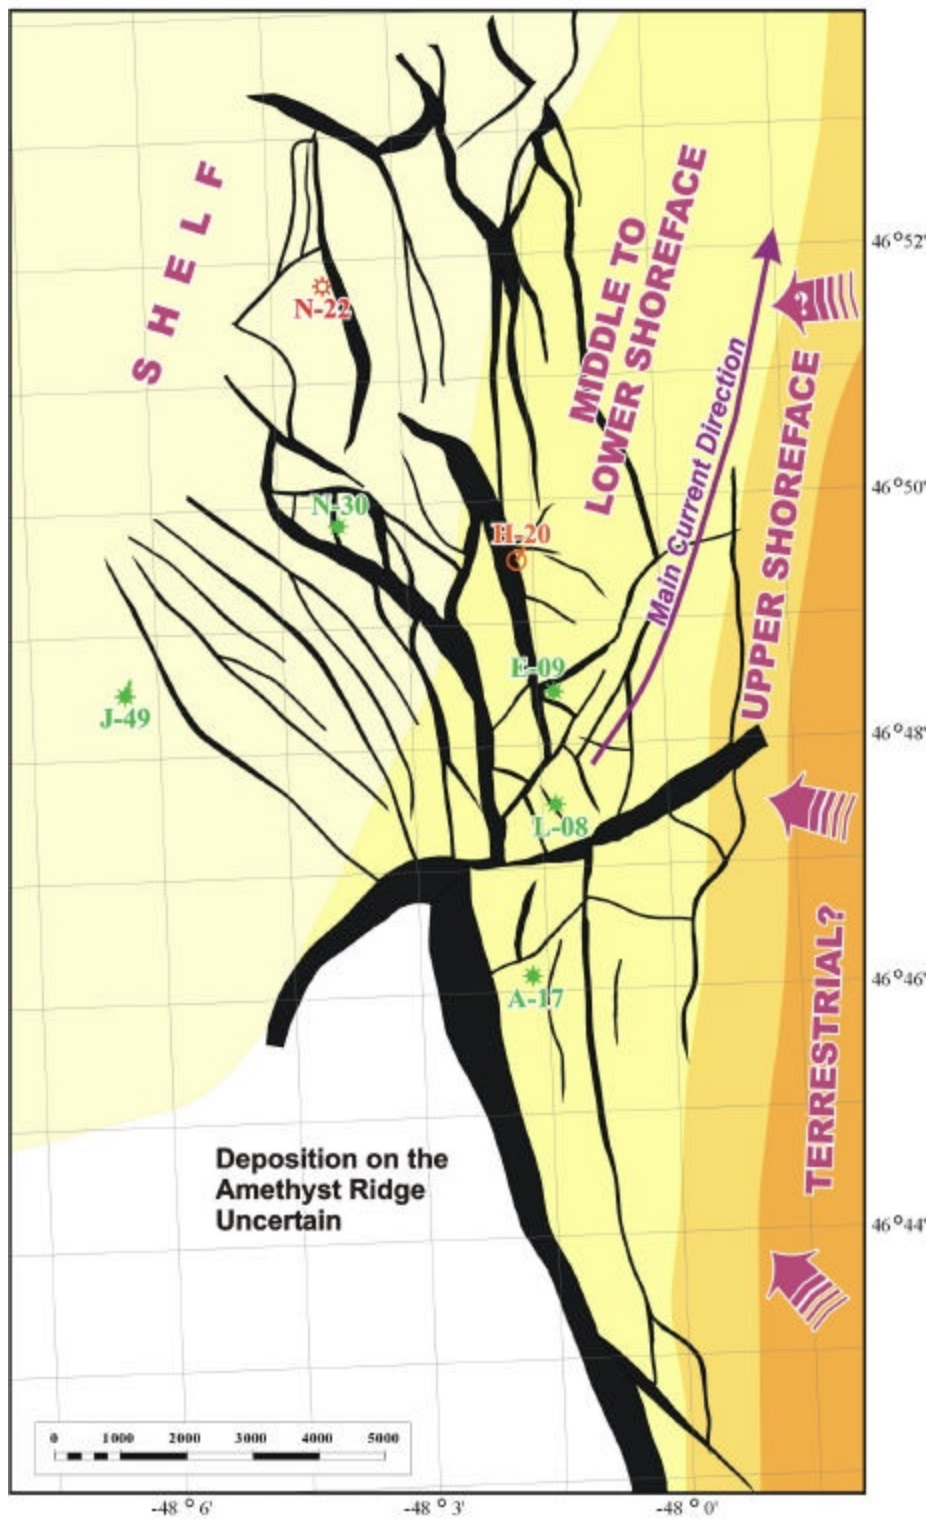 SHELF
MIDDLE TO
LOWER SHOREFACE
Main Current Direction
UPPER SHOREFACE
TERRESTRIAL?
?
N-22
N-30
H-20
E-09
J-49
L-08
A-17
Deposition on the
Amethyst Ridge
Uncertain
46°52'
46°50'
46°48'
46°46'
46°44'
0 1000 2000 3000 4000 5000
-48°6' -48°3' -48°0'